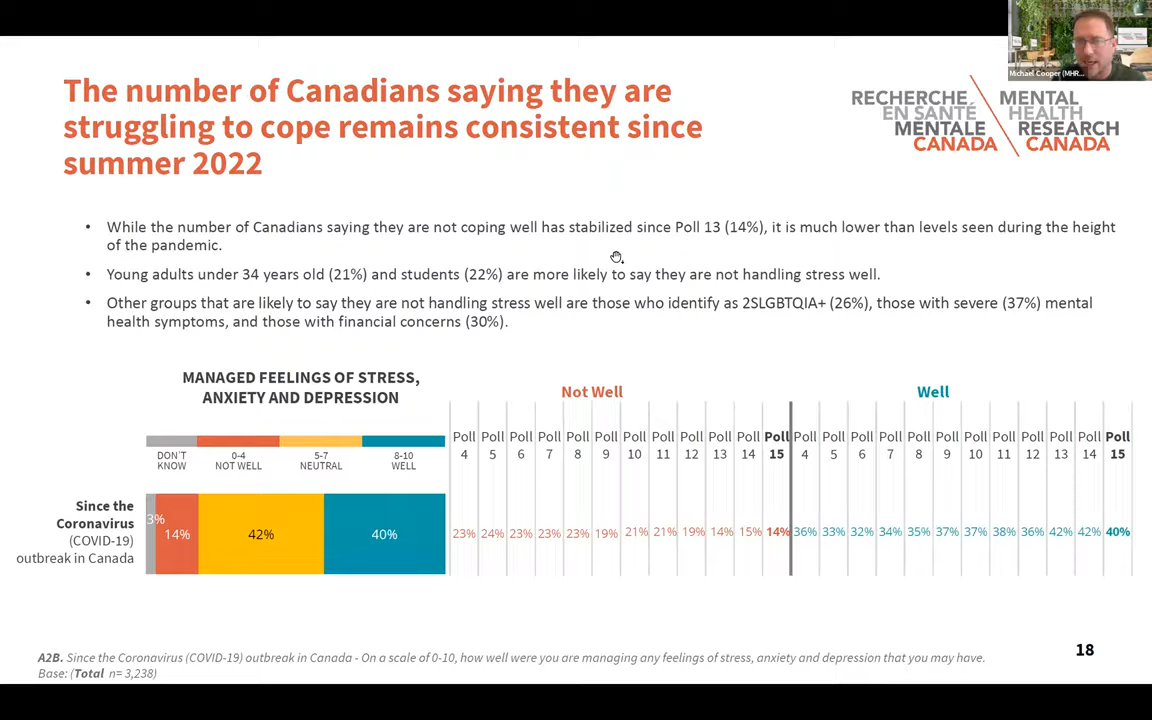 Michael Cooper (MHR...
The number of Canadians saying they are
struggling to cope remains consistent since
summer 2022
RECHERCHE
EN SANTÉ
MENTALE
CANADA
MENTAL
HEALTH
RESEARCH
CANADA
• While the number of Canadians saying they are not coping well has stabilized since Poll 13 (14%), it is much lower than levels seen during the height
of the pandemic.
• Young adults under 34 years old (21%) and students (22%) are more likely to say they are not handling stress well.
• Other groups that are likely to say they are not handling stress well are those who identify as 2SLGBTQIA+ (26%), those with severe (37%) mental
health symptoms, and those with financial concerns (30%).
MANAGED FEELINGS OF STRESS,
ANXIETY AND DEPRESSION
DON'T
KNOW
0-4
NOT WELL
5-7
NEUTRAL
8-10
WELL
Not Well
Well
Poll Poll Poll Poll Poll Poll Poll Poll Poll Poll Poll Poll Poll Poll Poll Poll Poll Poll Poll Poll Poll Poll Poll Poll
4 5 6 7 8 9 10 11 12 13 14 15 4 5 6 7 8 9 10 11 12 13 14 15
Since the
Coronavirus
(COVID-19)
outbreak in Canada
3% 14% 42% 40%
23% 24% 23% 23% 23% 19% 21% 21% 19% 14% 15% 14% 36% 33% 32% 34% 35% 37% 37% 38% 36% 42% 42% 40%
A2B. Since the Coronavirus (COVID-19) outbreak in Canada - On a scale of 0-10, how well were you are managing any feelings of stress, anxiety and depression that you may have.
Base: (Total n= 3,238)
18